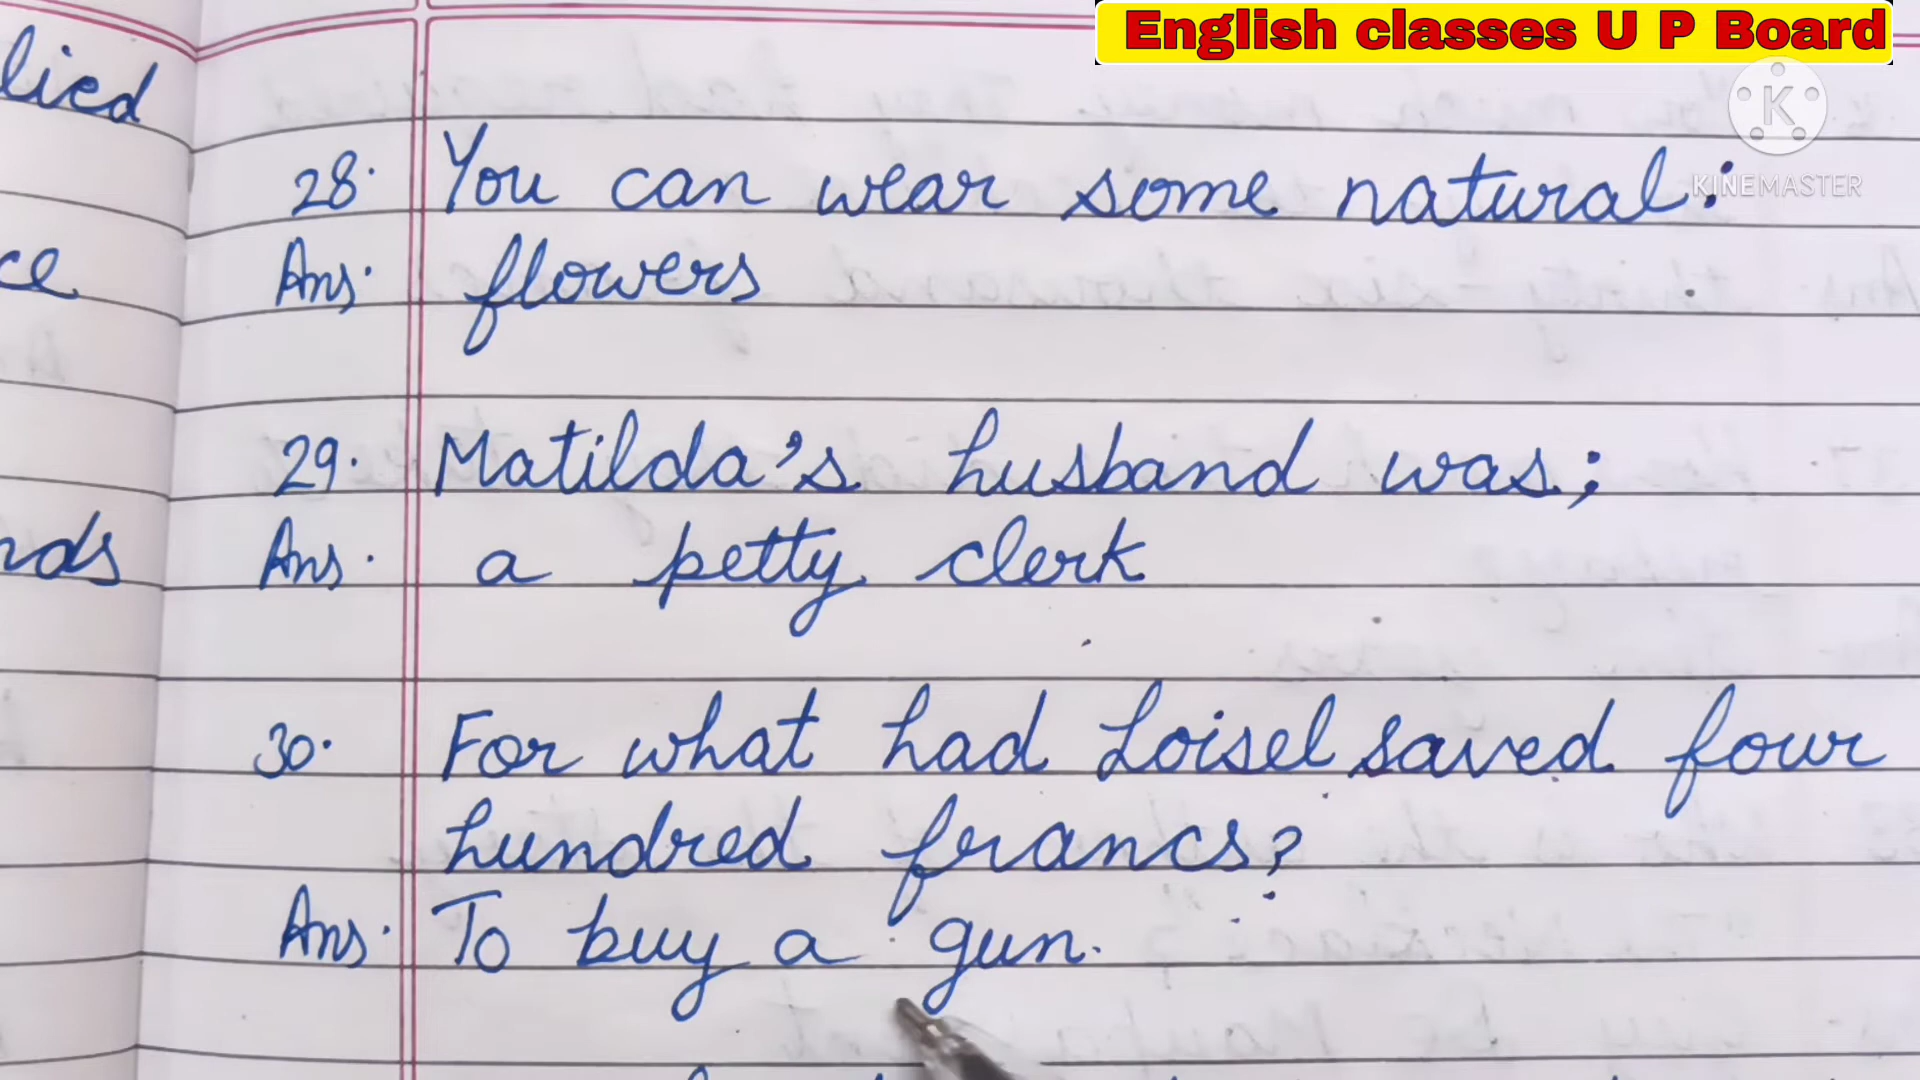 English classes U P Board
KINEMASTER
lied
ce
nds
28. You can wear some natural:
Ans. flowers
29. Matilda's husband was;
Ans. a petty clerk
30. For what had Loisel saved four
hundred francs?
Ans. To buy a gun.